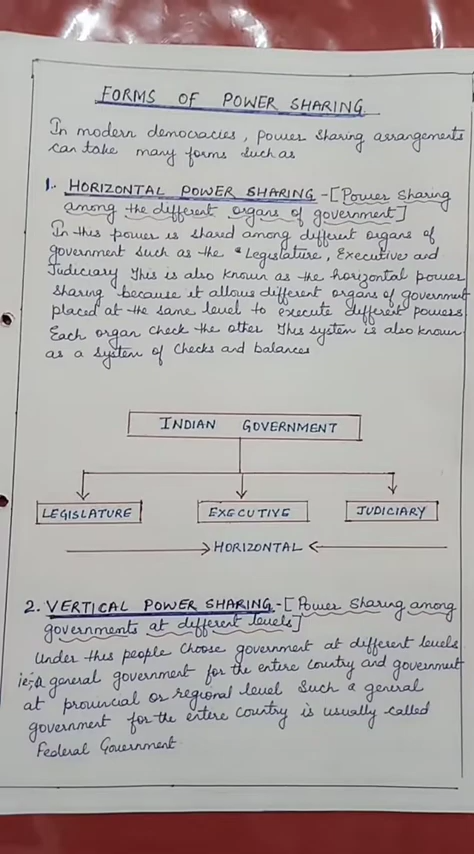 FORMS OF POWER SHARING
In modern democracies, power sharing arrangements
can take many forms such as
1. HORIZONTAL POWER SHARING -[Power sharing
among the different organs of government]
In this power is shared among different organs of
government such as the Legislature, Executive and
Judiciary This is also known as the horizontal power
sharing because it allows different organs of government
placed at the same level to execute different powers
Each organ check the other This system is also known
as a system of checks and balances
INDIAN GOVERNMENT
LEGISLATURE EXECUTIVE JUDICIARY
HORIZONTAL
2. VERTICAL POWER SHARING -[Power sharing among
governments at different levels]
Under this people choose government at different levels
ie; a general government for the entire country and government
at provincial or regional level such a general
government for the entire country is usually called
Federal Government